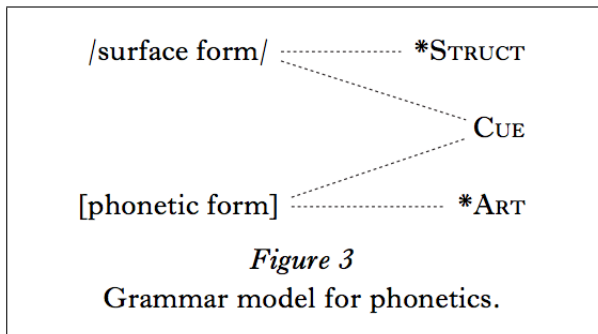 /surface form/ *STRUCT
CUE
[phonetic form] *ART
Figure 3
Grammar model for phonetics.